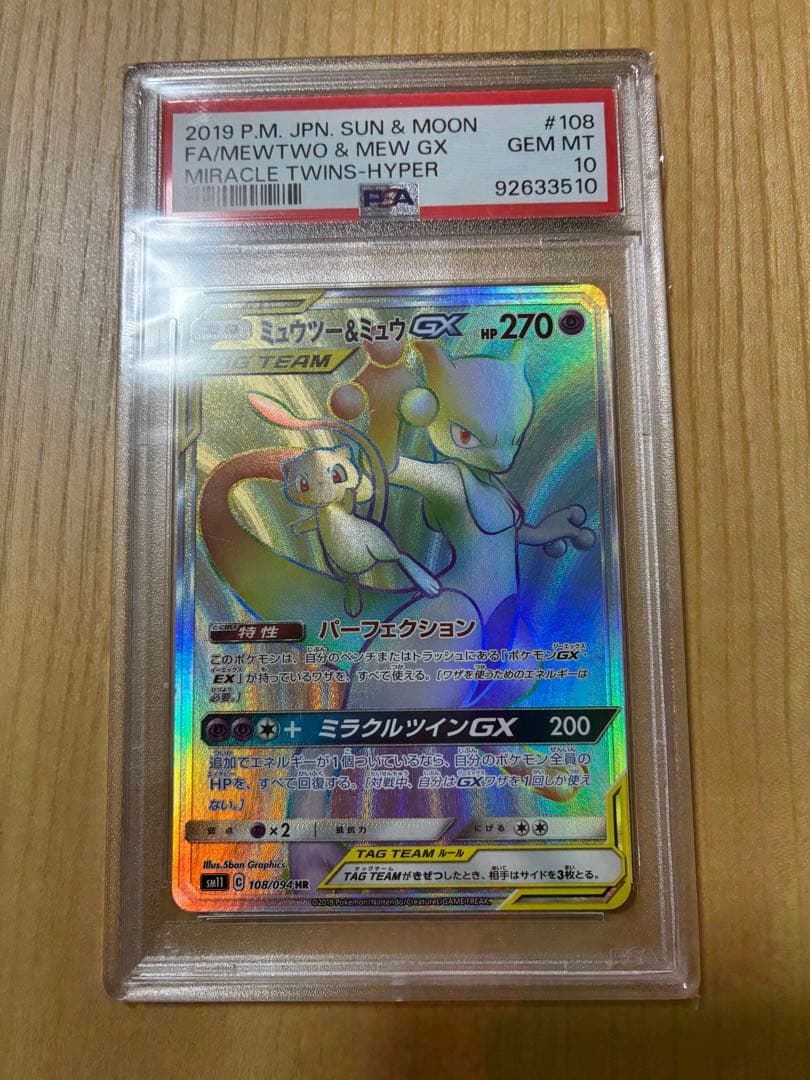 2019 P.M. JPN. SUN & MOON #108
FA/MEWTWO & MEW GX GEM MT
MIRACLE TWINS-HYPER 10
PSA 92633510
ミュウツー&ミュウGX HP270
TAG TEAM
特性 パーフェクション
このポケモンは、自分のベンチまたはトラッシュにある「ポケモンGX・
EX」が持っているワザを、すべて使える。[ワザを使うためのエネルギーは
必要。]
+ ミラクルツインGX 200
追加でエネルギーが1個ついているなら、自分のポケモン全員の
HPを、すべて回復する。[対戦中、自分はGXワザを1回しか使え
ない。]
弱点 ×2 抵抗力 にげる
TAG TEAM ルール
TAG TEAMがきぜつしたとき、相手はサイドを3枚とる。
Illus.5ban Graphics
SM11 C 108/094 HR
©2019 Pokémon/Nintendo/Creatures/GAME FREAK